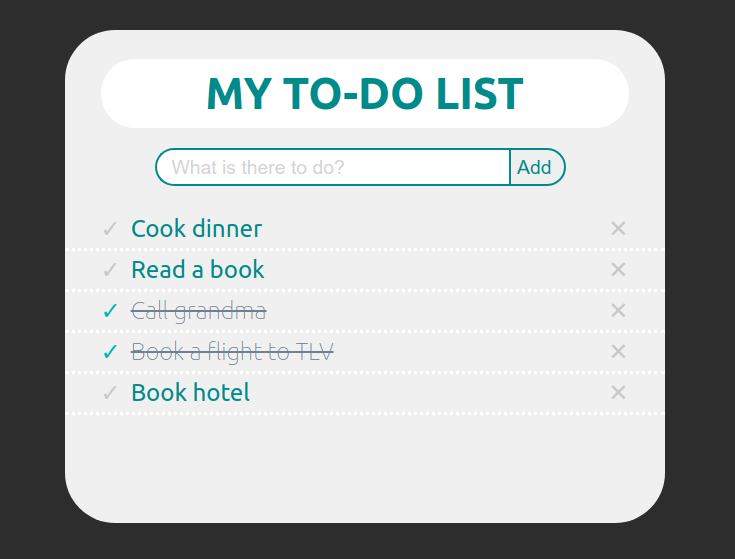 MY TO-DO LIST
What is there to do? Add
✓ Cook dinner ✕
✓ Read a book ✕
✓ Call grandma ✕
✓ Book a flight to TLV ✕
✓ Book hotel ✕